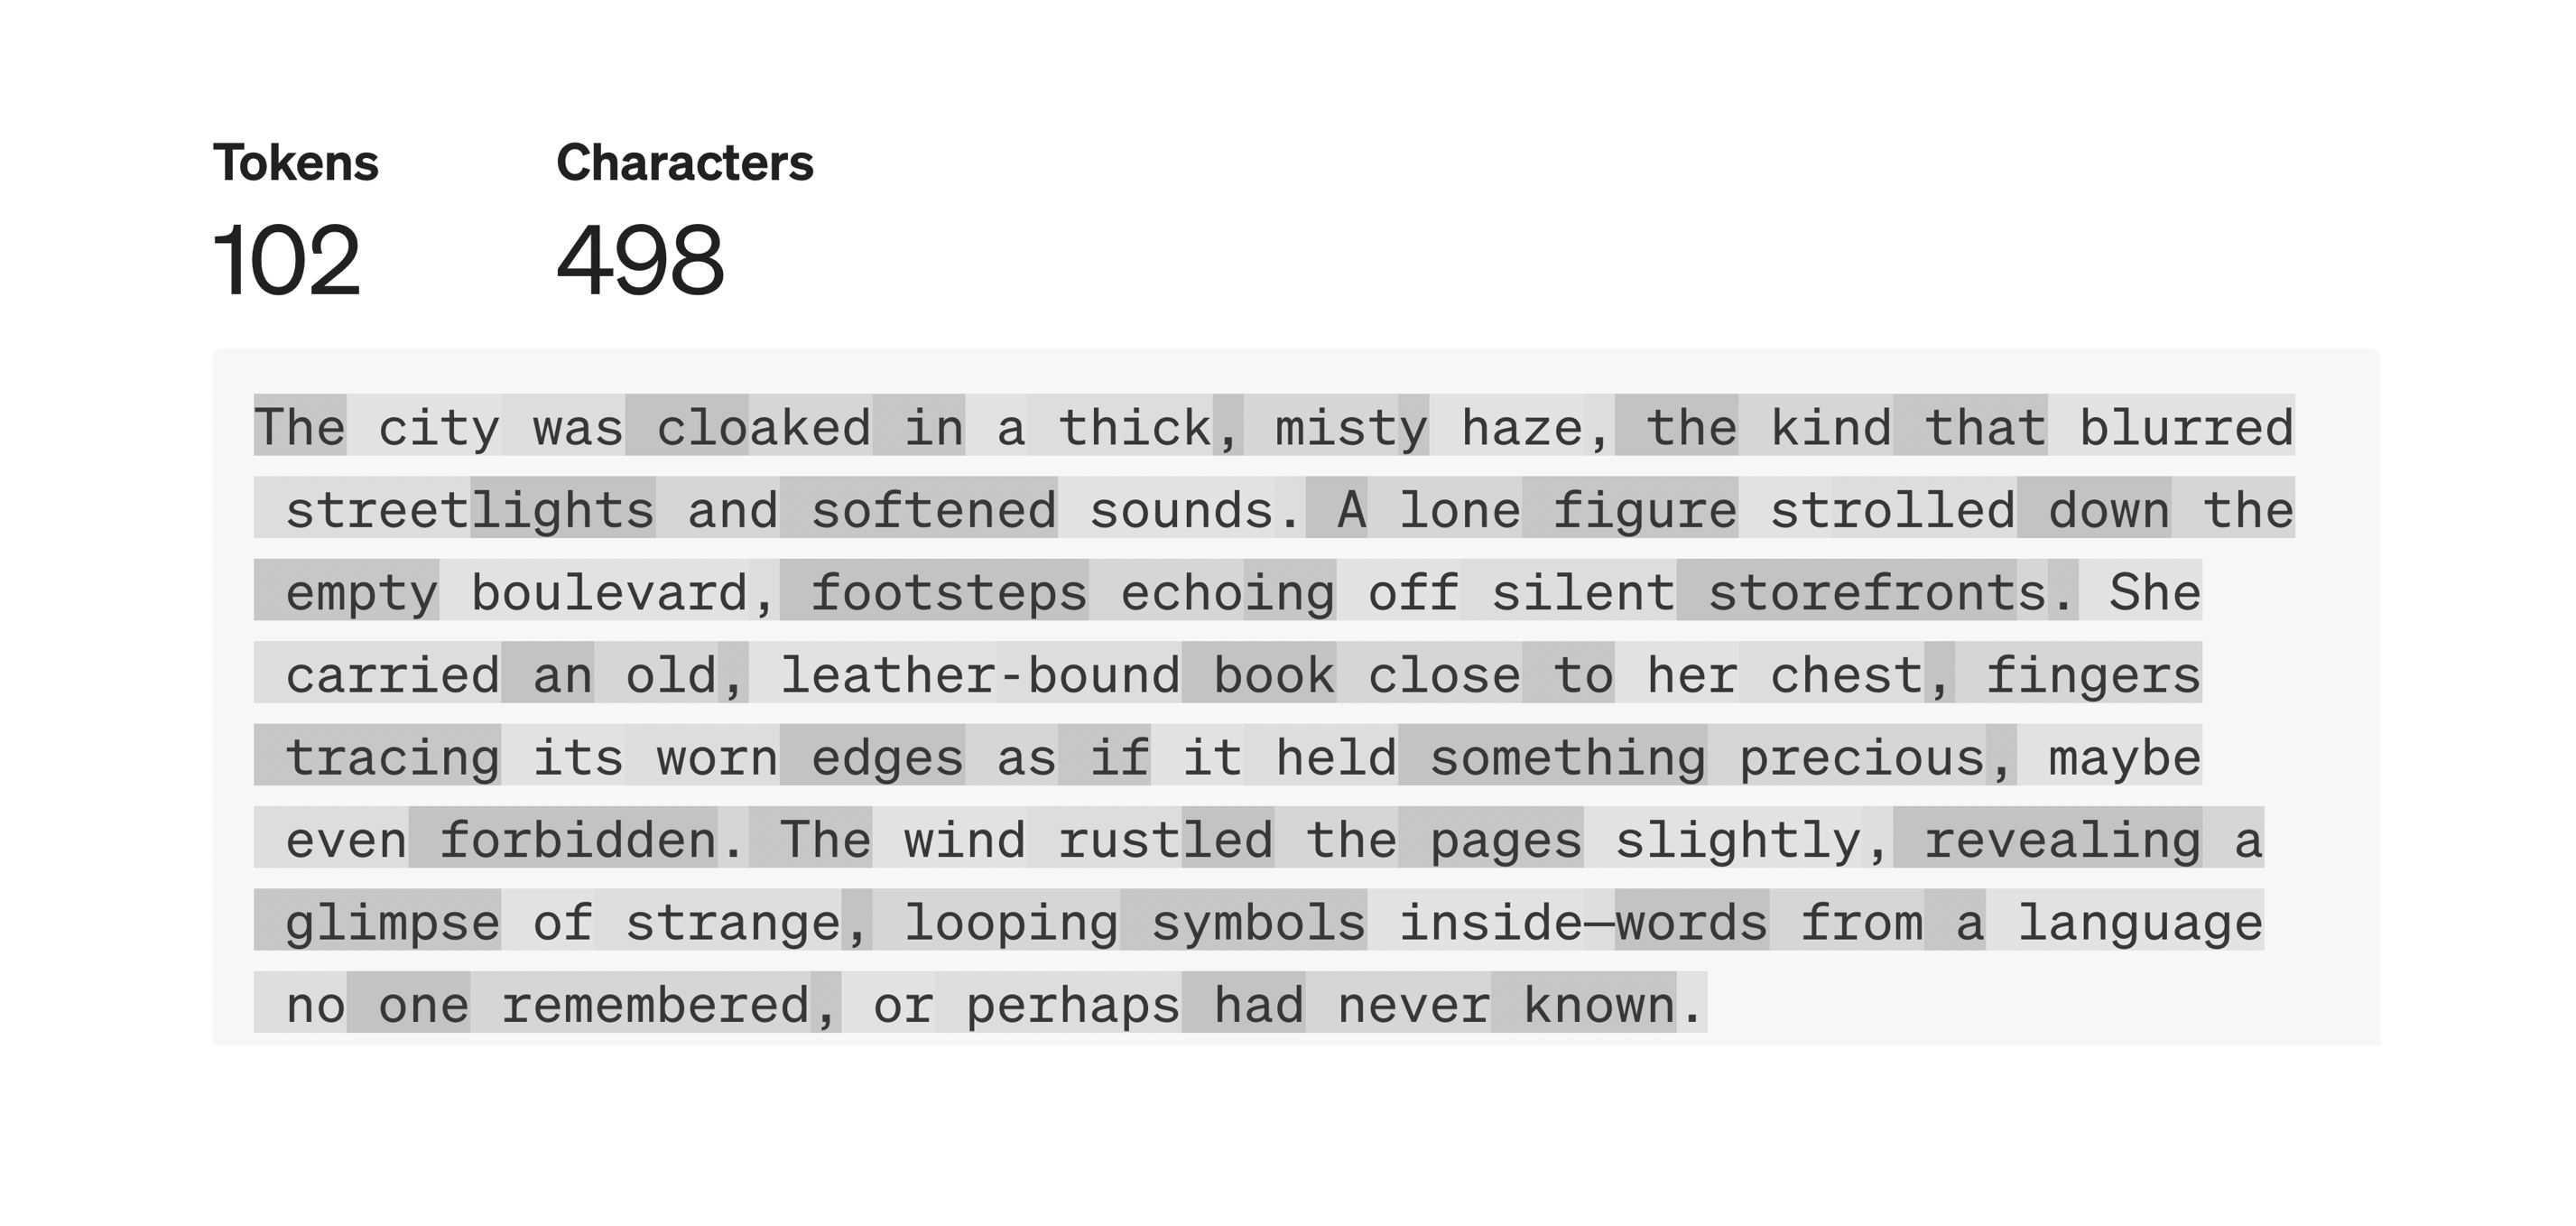 Tokens Characters
102 498
The city was cloaked in a thick, misty haze, the kind that blurred
streetlights and softened sounds. A lone figure strolled down the
empty boulevard, footsteps echoing off silent storefronts. She
carried an old, leather-bound book close to her chest, fingers
tracing its worn edges as if it held something precious, maybe
even forbidden. The wind rustled the pages slightly, revealing a
glimpse of strange, looping symbols inside—words from a language
no one remembered, or perhaps had never known.